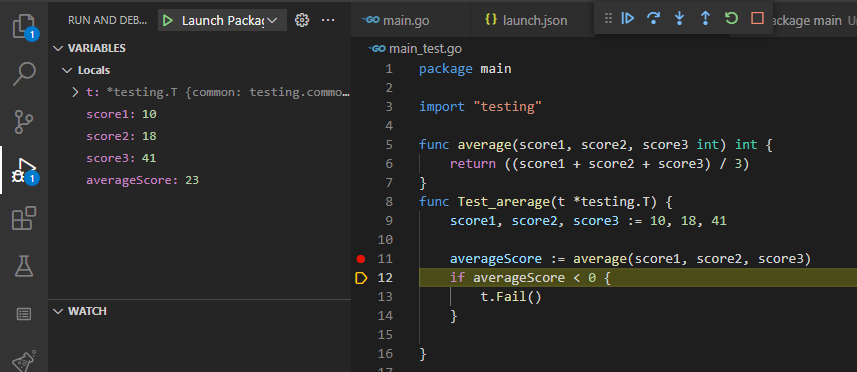 RUN AND DEB... Launch Packag
VARIABLES
Locals
t: *testing.T {common: testing.commo...
score1: 10
score2: 18
score3: 41
averageScore: 23
WATCH
1
1
main.go {} launch.json ackage main Un
main_test.go
1 package main
2
3 import "testing"
4
5 func average(score1, score2, score3 int) int {
6 return ((score1 + score2 + score3) / 3)
7 }
8 func Test_arerage(t *testing.T) {
9 score1, score2, score3 := 10, 18, 41
10
11 averageScore := average(score1, score2, score3)
12 if averageScore < 0 {
13 t.Fail()
14 }
15
16 }
17